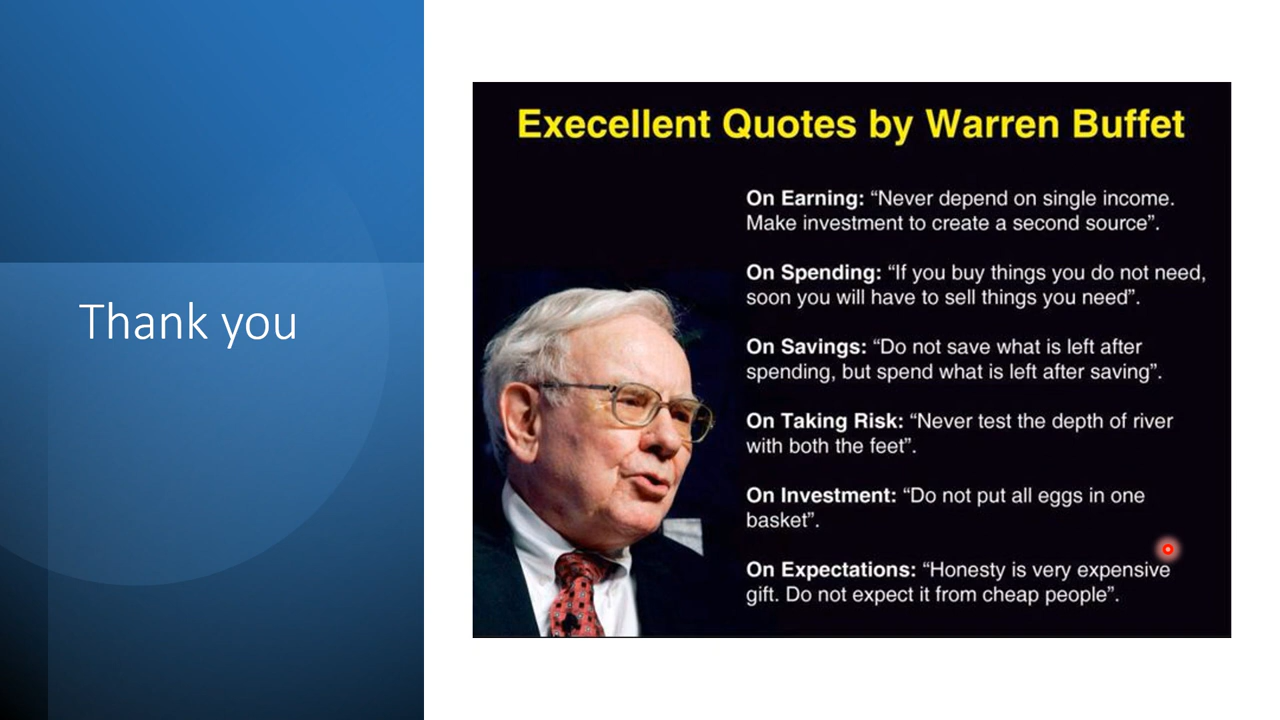 Thank you
Execellent Quotes by Warren Buffet
On Earning: “Never depend on single income.
Make investment to create a second source”.
On Spending: “If you buy things you do not need,
soon you will have to sell things you need”.
On Savings: “Do not save what is left after
spending, but spend what is left after saving”.
On Taking Risk: “Never test the depth of river
with both the feet”.
On Investment: “Do not put all eggs in one
basket”.
On Expectations: “Honesty is very expensive
gift. Do not expect it from cheap people”.